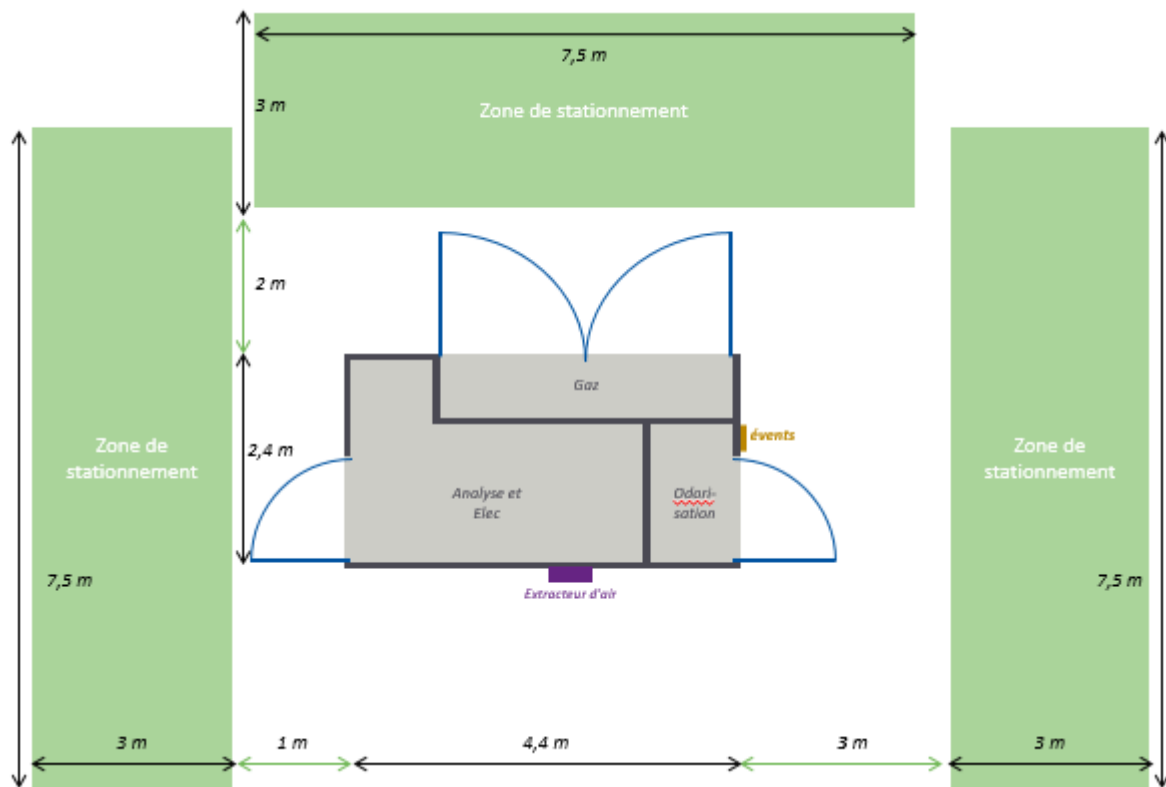 7,5 m
3 m
Zone de stationnement
2 m
Gaz
évents
Zone de
stationnement
2,4 m
Zone de
stationnement
Analyse et
Elec
Odori-
sation
7,5 m
7,5 m
Extracteur d'air
3 m
1 m
4,4 m
3 m
3 m